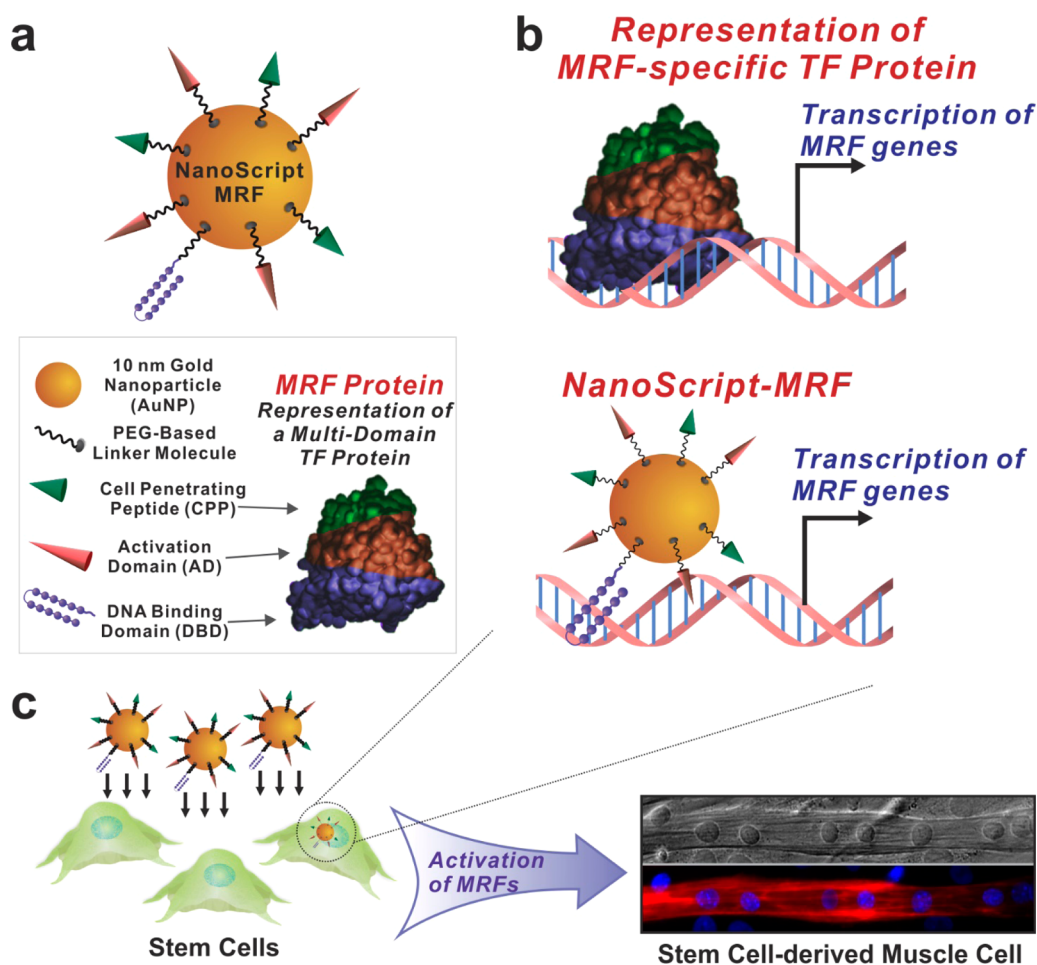 a
NanoScript
MRF
10 nm Gold
Nanoparticle
(AuNP)
PEG-Based
Linker Molecule
Cell Penetrating
Peptide (CPP)
Activation
Domain (AD)
DNA Binding
Domain (DBD)
MRF Protein
Representation of
a Multi-Domain
TF Protein
b
Representation of
MRF-specific TF Protein
Transcription of
MRF genes
NanoScript-MRF
Transcription of
MRF genes
c
Stem Cells
Activation
of MRFs
Stem Cell-derived Muscle Cell